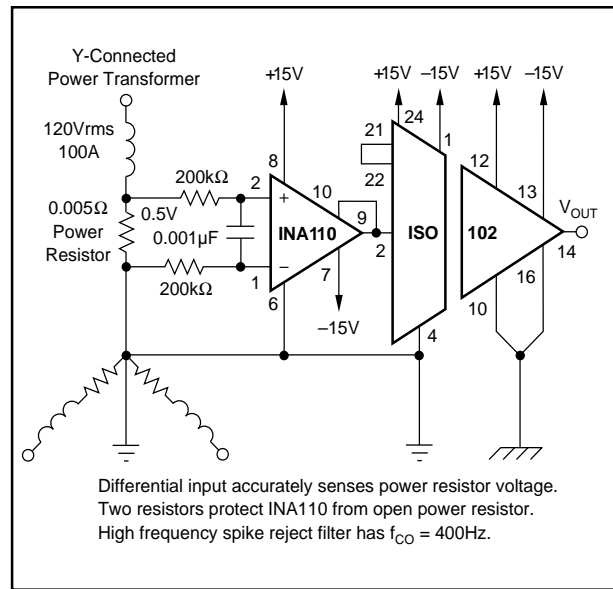 Y-Connected
Power Transformer
120Vrms
100A
0.005Ω
Power
Resistor
0.5V
200kΩ
0.001µF
200kΩ
+15V
8
2
10
+
9
INA110
–
1
7
6
–15V
+15V
–15V
24
1
21
22
2
ISO
4
+15V
–15V
12
13
102
VOUT
14
16
10
Differential input accurately senses power resistor voltage.
Two resistors protect INA110 from open power resistor.
High frequency spike reject filter has fCO = 400Hz.